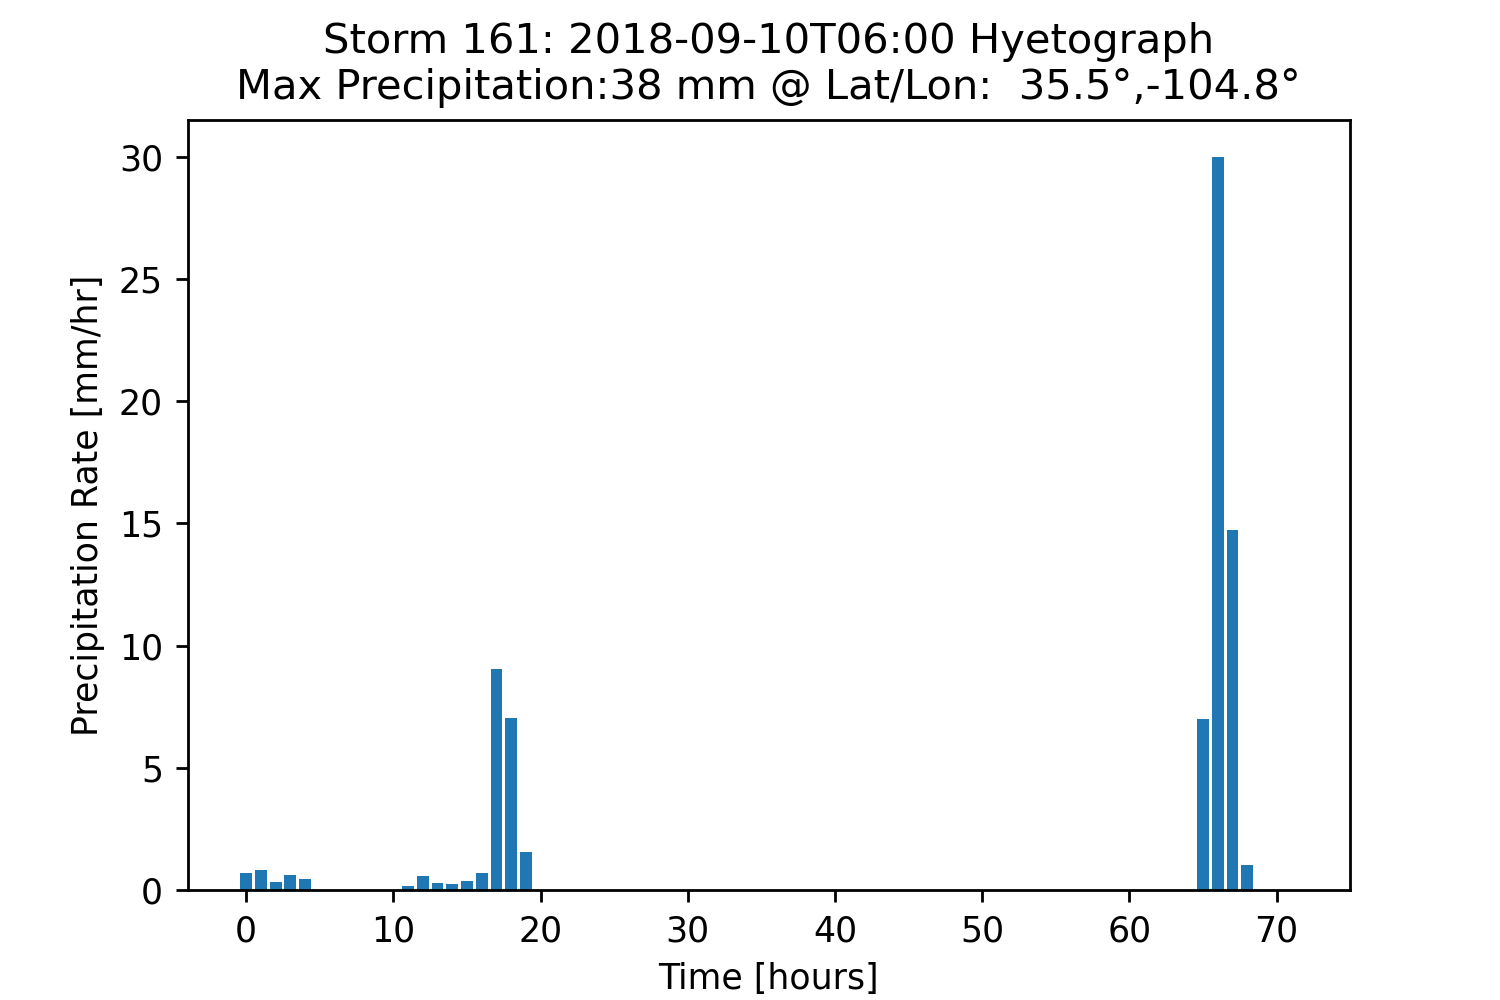 Storm 161: 2018-09-10T06:00 Hyetograph
Max Precipitation:38 mm @ Lat/Lon:  35.5°,-104.8°
30
25
20
15
10
5
0
Precipitation Rate [mm/hr]
0 10 20 30 40 50 60 70
Time [hours]